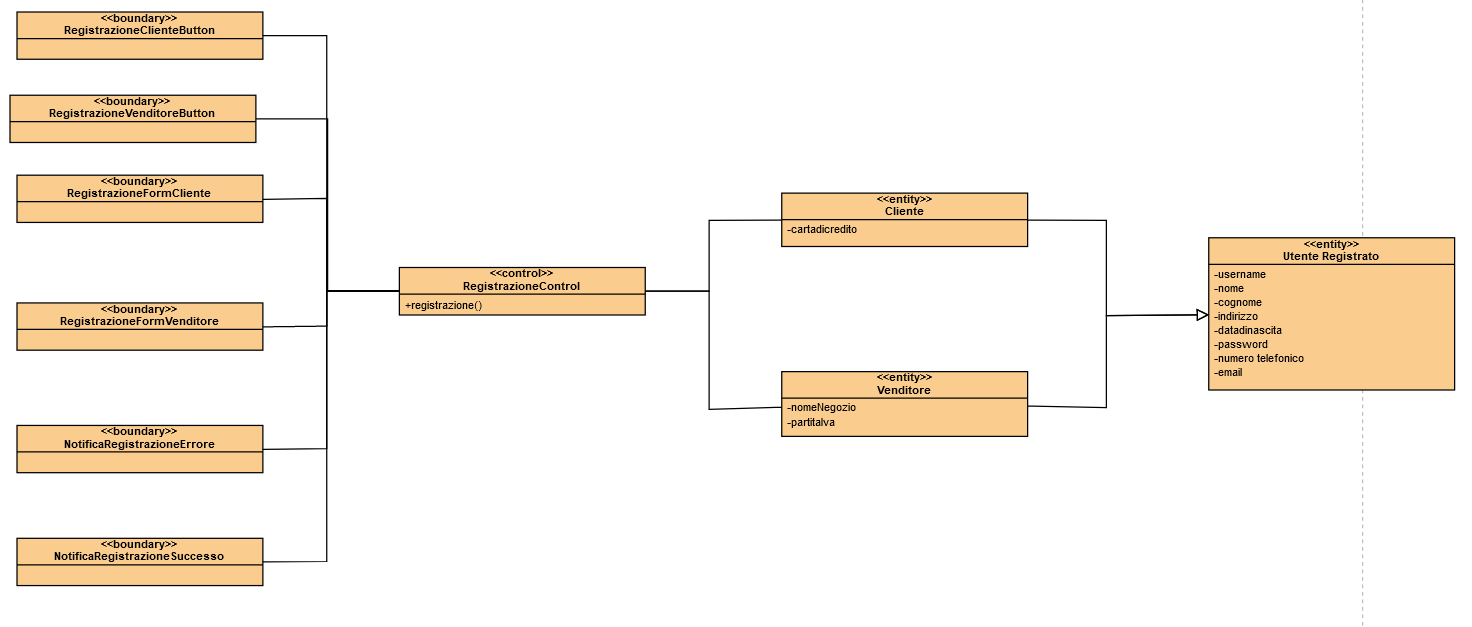 <<boundary>>
RegistrazioneClienteButton
<<boundary>>
RegistrazioneVenditoreButton
<<boundary>>
RegistrazioneFormCliente
<<boundary>>
RegistrazioneFormVenditore
<<boundary>>
NotificaRegistrazioneErrore
<<boundary>>
NotificaRegistrazioneSuccesso
<<control>>
RegistrazioneControl
+registrazione()
<<entity>>
Cliente
-cartadicredito
<<entity>>
Venditore
-nomeNegozio
-partitaIva
<<entity>>
Utente Registrato
-username
-nome
-cognome
-indirizzo
-datadinascita
-password
-numero telefonico
-email